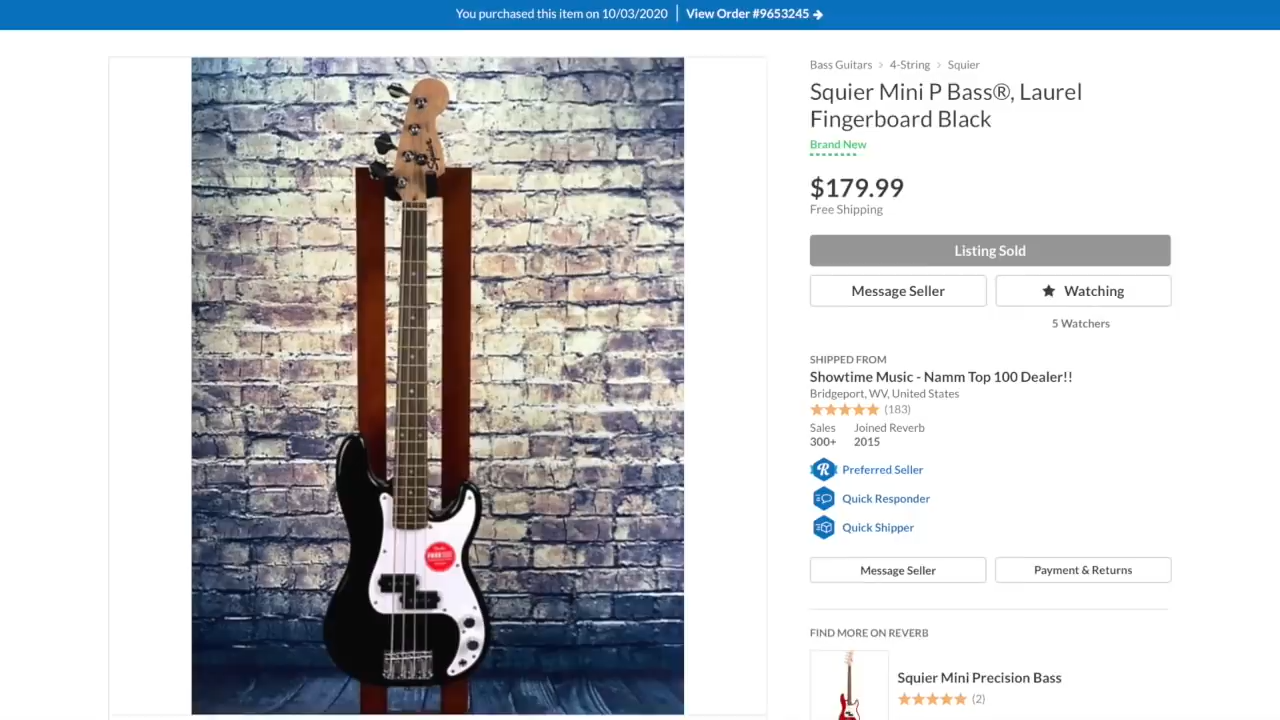 You purchased this item on 10/03/2020 | View Order #9653245 →
Bass Guitars > 4-String > Squier
Squier Mini P Bass®, Laurel
Fingerboard Black
Brand New
$179.99
Free Shipping
Listing Sold
Message Seller
★ Watching
5 Watchers
SHIPPED FROM
Showtime Music - Namm Top 100 Dealer!!
Bridgeport, WV, United States
(183)
Sales Joined Reverb
300+ 2015
Preferred Seller
Quick Responder
Quick Shipper
Message Seller
Payment & Returns
FIND MORE ON REVERB
Squier Mini Precision Bass
(2)
Squier